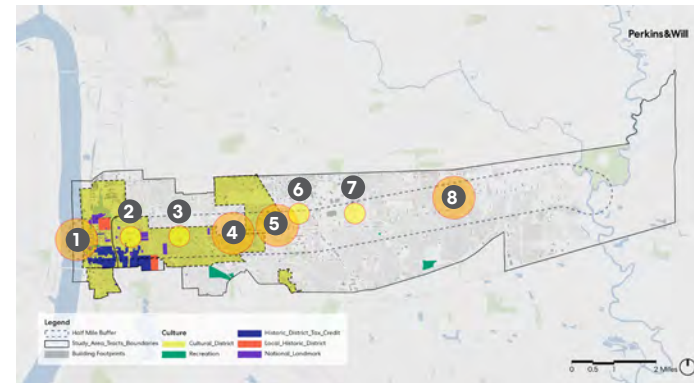 Perkins&Will
6
7
8
2
3
5
4
1
Legend
Half Mile Buffer
Study_Area_Tracts_Boundaries
Building Footprints
Culture
Cultural_District
Recreation
Historic_District_Tax_Credit
Local_Historic_District
National_Landmark
0 0.5 1 2 Miles